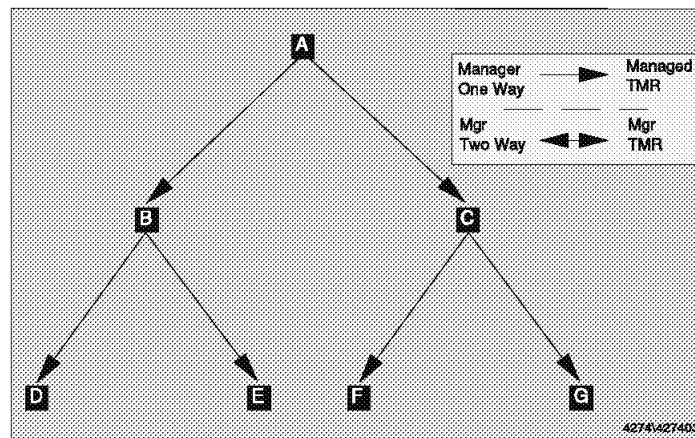 A
Manager Managed
One Way TMR
Mgr Mgr
Two Way TMR
B C
D E F G
4274\427403